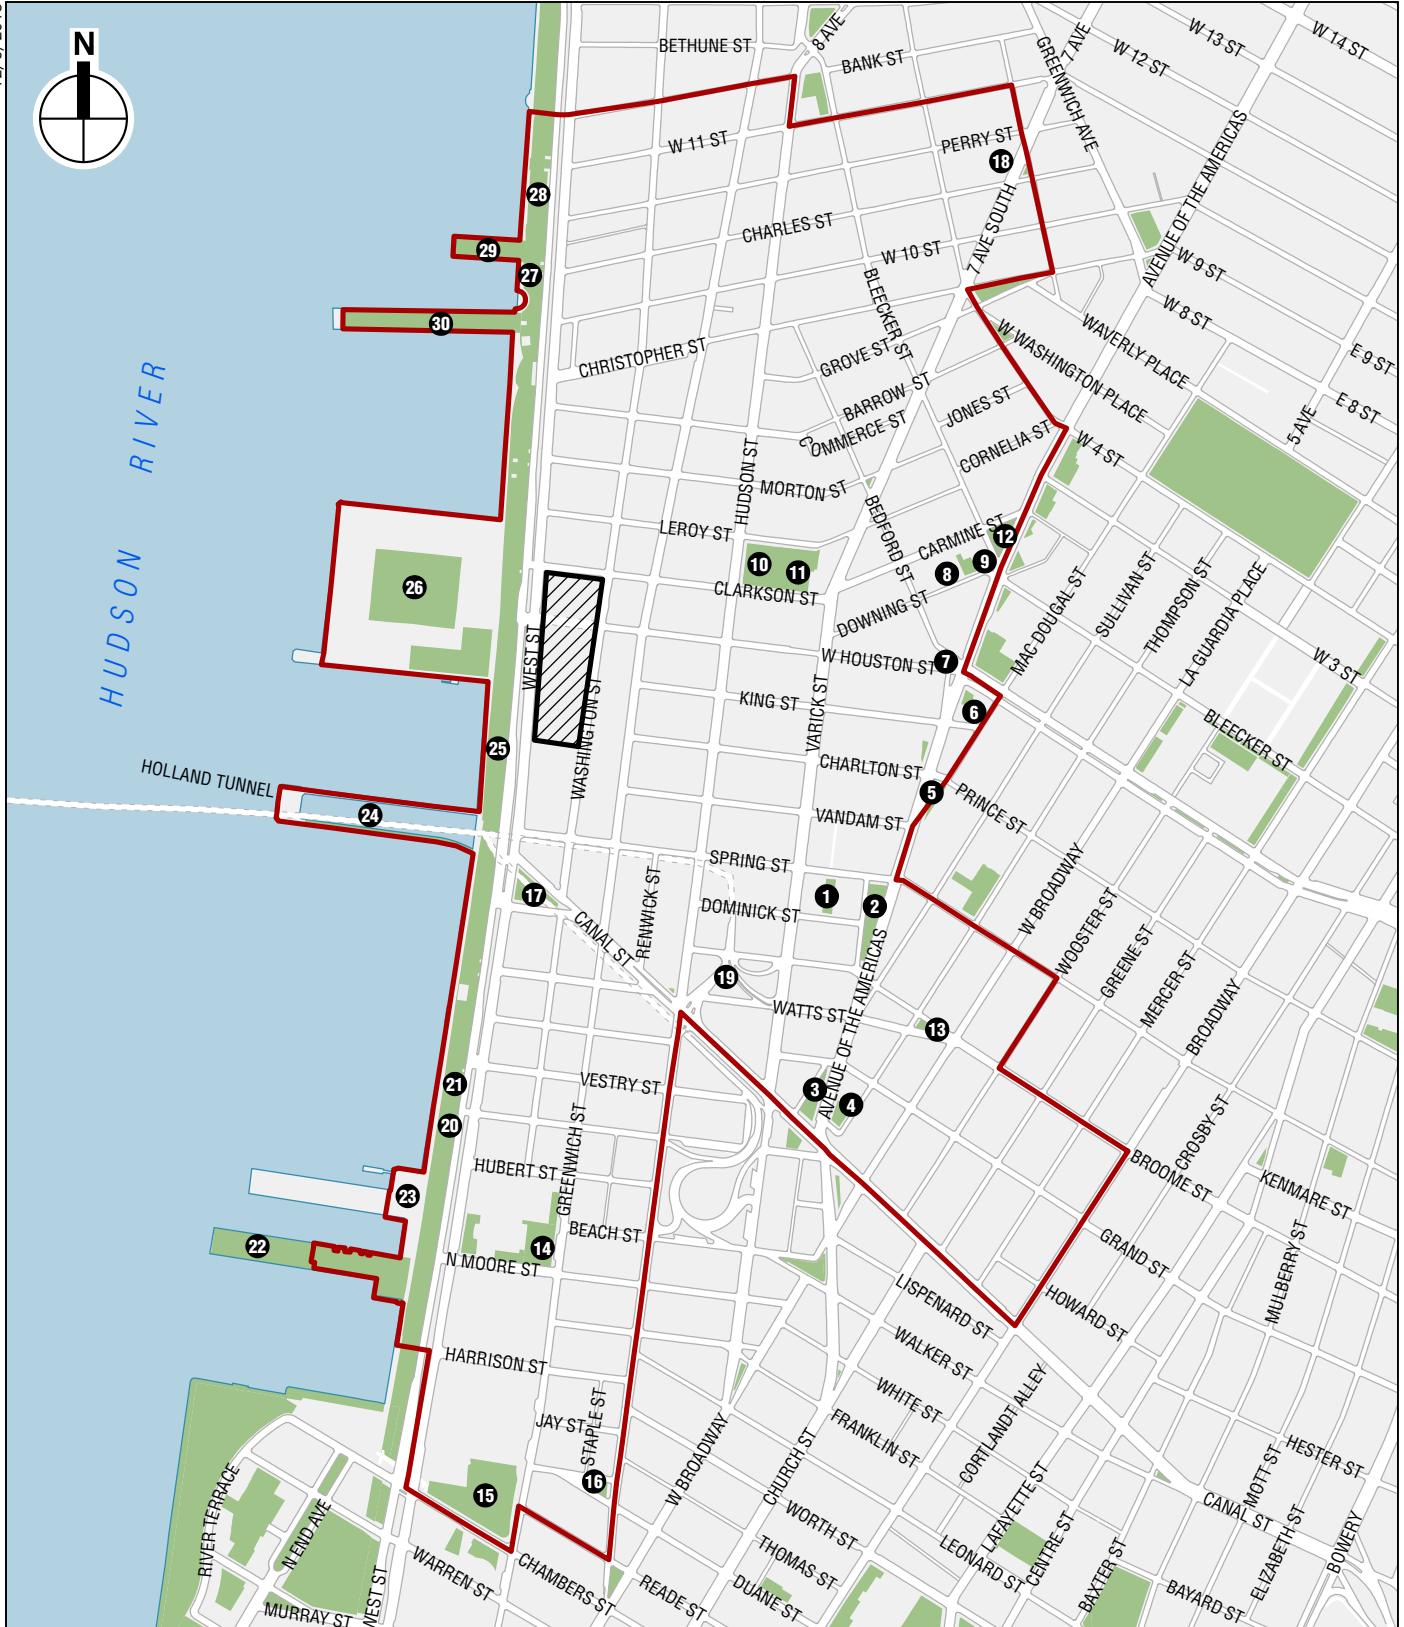 N
BETHUNE ST
8 AVE
BANK ST
GREENWICH AVE
7 AVE
W 12 ST
W 13 ST
W 14 ST
W 11 ST
PERRY ST
18
AVENUE OF THE AMERICAS
28
CHARLES ST
7 AVE SOUTH
29
27
W 10 ST
W 9 ST
BLEECKER ST
W 8 ST
30
CHRISTOPHER ST
GROVE ST
W WASHINGTON PLACE
WAVERLY PLACE
E 9 ST
BARROW ST
JONES ST
E 8 ST
5 AVE
COMMERCE ST
CORNELIA ST
W 4 ST
HUDSON RIVER
HUDSON ST
MORTON ST
BEDFORD ST
LEROY ST
CARMINE ST
12
10
11
8
9
26
CLARKSON ST
DOWNING ST
MAC DOUGAL ST
SULLIVAN ST
THOMPSON ST
LA GUARDIA PLACE
WEST ST
W HOUSTON ST
7
W 3 ST
WASHINGTON ST
KING ST
VARICK ST
6
BLEECKER ST
25
HOLLAND TUNNEL
CHARLTON ST
5
PRINCE ST
24
VANDAM ST
SPRING ST
W BROADWAY
17
RENWICK ST
1
2
DOMINICK ST
WOOSTER ST
CANAL ST
GREENE ST
MERCER ST
19
BROADWAY
WATTS ST
AVENUE OF THE AMERICAS
13
21
VESTRY ST
3
4
20
CROSBY ST
HUBERT ST
GREENWICH ST
BROOME ST
KENMARE ST
23
22
BEACH ST
14
N MOORE ST
GRAND ST
MULBERRY ST
LISPENARD ST
HOWARD ST
HARRISON ST
WALKER ST
JAY ST
STAPLE ST
WHITE ST
CORTLANDT ALLEY
FRANKLIN ST
W BROADWAY
CHURCH ST
HESTER ST
RIVER TERRACE
15
16
MOTT ST
CANAL ST
N END AVE
WORTH ST
LAFAYETTE ST
CENTRE ST
ELIZABETH ST
BOWERY
LEONARD ST
WARREN ST
CHAMBERS ST
THOMAS ST
BAXTER ST
READE ST
DUANE ST
BAYARD ST
MURRAY ST
WEST ST